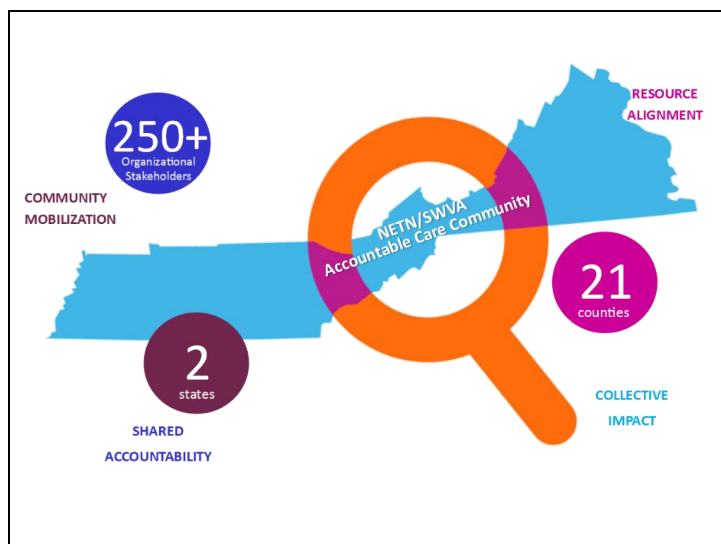 250+
Organizational
Stakeholders
RESOURCE
ALIGNMENT
COMMUNITY
MOBILIZATION
NETN/SWVA
Accountable Care Community
21
counties
2
states
COLLECTIVE
IMPACT
SHARED
ACCOUNTABILITY